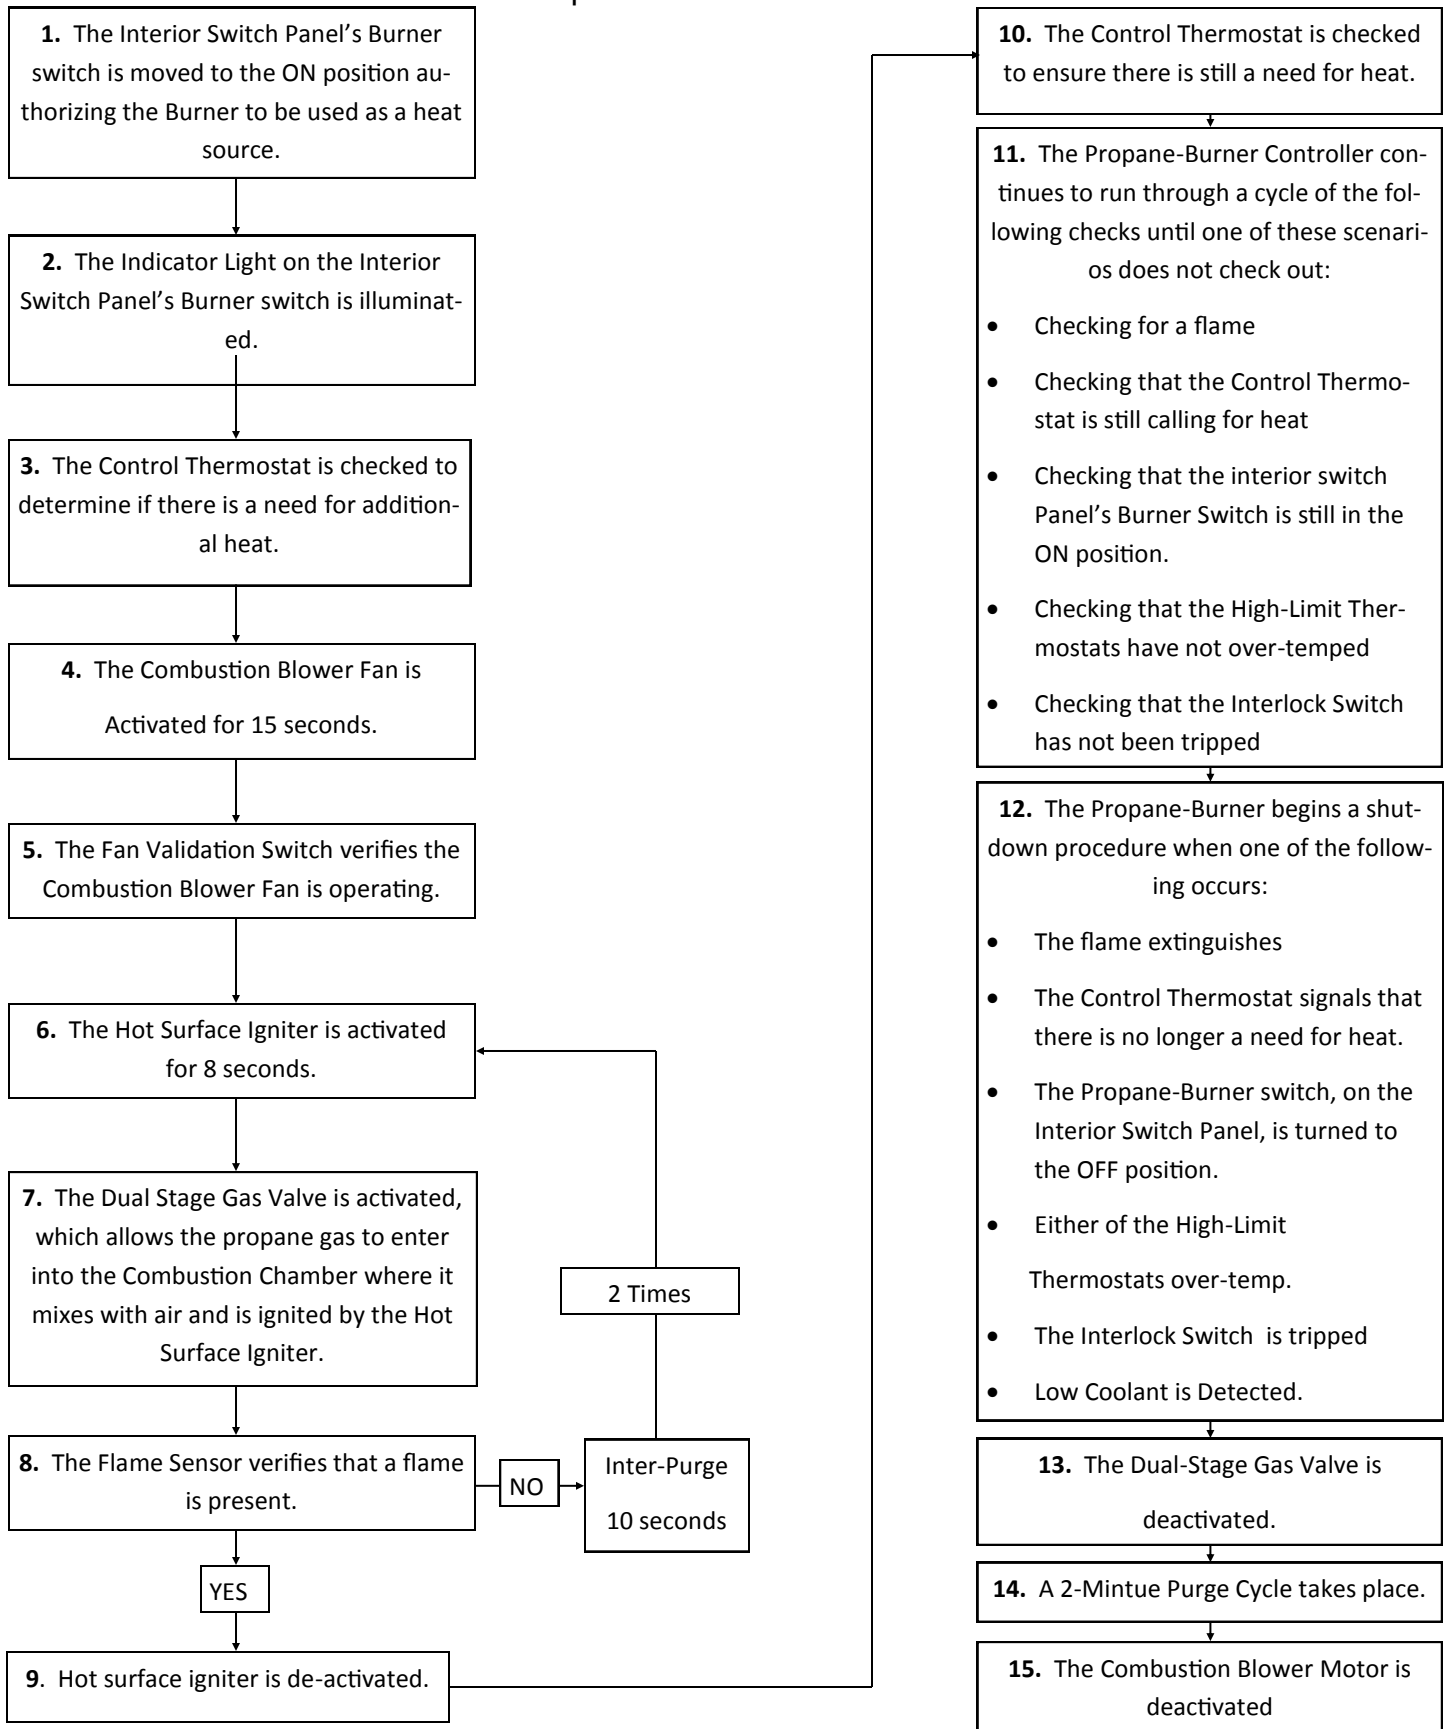 1. The Interior Switch Panel’s Burner
switch is moved to the ON position au-
thorizing the Burner to be used as a heat
source.
2. The Indicator Light on the Interior
Switch Panel’s Burner switch is illuminat-
ed.
3. The Control Thermostat is checked to
determine if there is a need for addition-
al heat.
4. The Combustion Blower Fan is
Activated for 15 seconds.
5. The Fan Validation Switch verifies the
Combustion Blower Fan is operating.
6. The Hot Surface Igniter is activated
for 8 seconds.
7. The Dual Stage Gas Valve is activated,
which allows the propane gas to enter
into the Combustion Chamber where it
mixes with air and is ignited by the Hot
Surface Igniter.
2 Times
8. The Flame Sensor verifies that a flame
is present.
NO
Inter-Purge
10 seconds
YES
9. Hot surface igniter is de-activated.
10. The Control Thermostat is checked
to ensure there is still a need for heat.
11. The Propane-Burner Controller con-
tinues to run through a cycle of the fol-
lowing checks until one of these scenari-
os does not check out:
• Checking for a flame
• Checking that the Control Thermo-
stat is still calling for heat
• Checking that the interior switch
Panel’s Burner Switch is still in the
ON position.
• Checking that the High-Limit Ther-
mostats have not over-temped
• Checking that the Interlock Switch
has not been tripped
12. The Propane-Burner begins a shut-
down procedure when one of the follow-
ing occurs:
• The flame extinguishes
• The Control Thermostat signals that
there is no longer a need for heat.
• The Propane-Burner switch, on the
Interior Switch Panel, is turned to
the OFF position.
• Either of the High-Limit
Thermostats over-temp.
• The Interlock Switch is tripped
• Low Coolant is Detected.
13. The Dual-Stage Gas Valve is
deactivated.
14. A 2-Mintue Purge Cycle takes place.
15. The Combustion Blower Motor is
deactivated